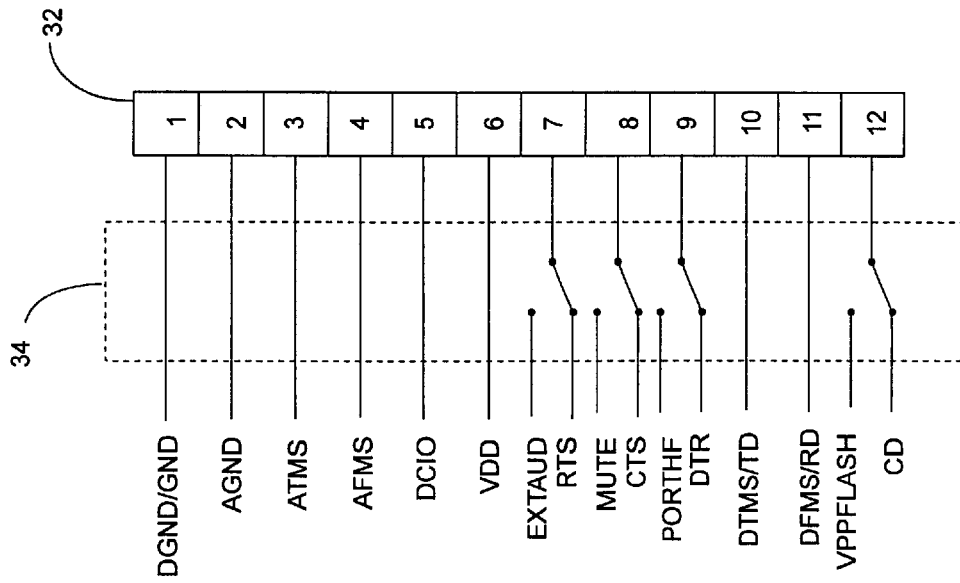 34
32
DGND/GND
1
AGND
2
ATMS
3
AFMS
4
DCIO
5
VDD
6
EXTAUD
RTS
7
MUTE
CTS
8
PORTHF
DTR
9
DTMS/TD
10
DFMS/RD
11
VPPFLASH
CD
12